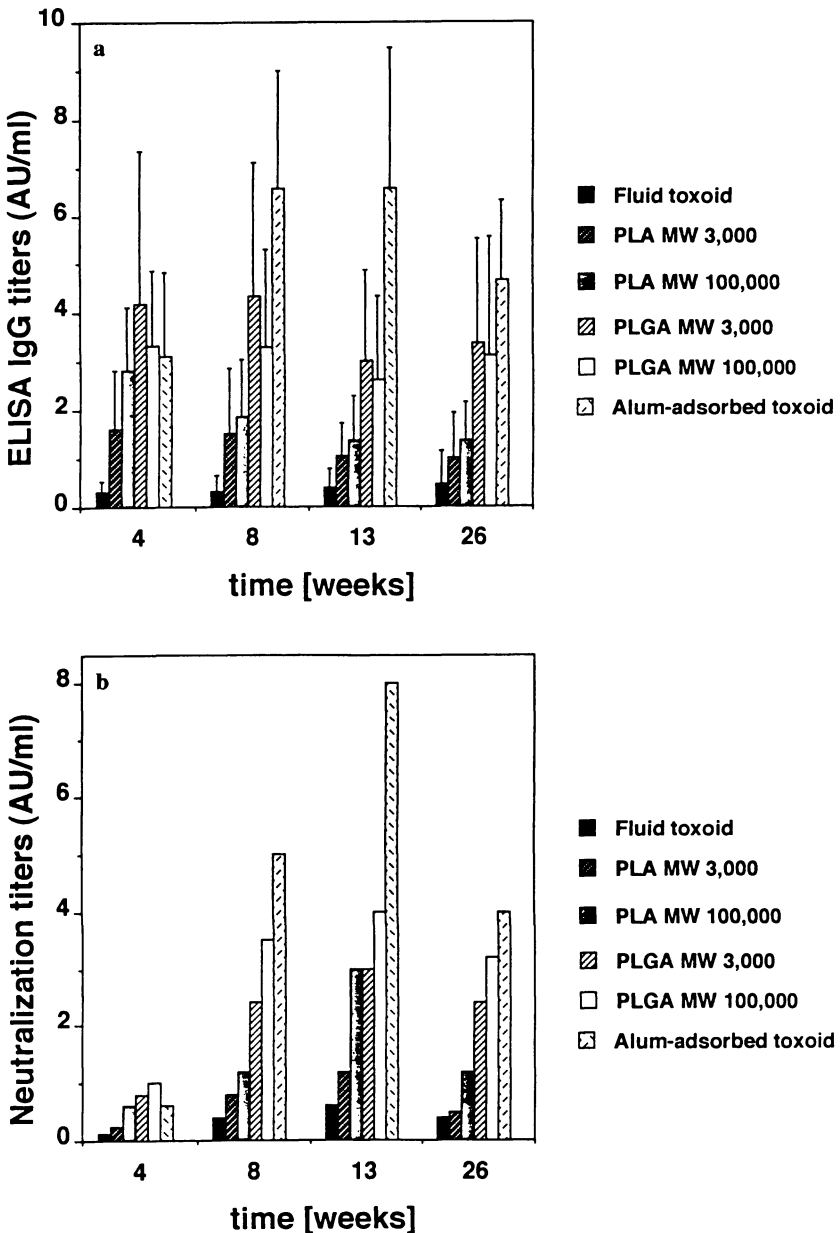 a
ELISA IgG titers (AU/ml)
10
8
6
4
2
0
4 8 13 26
time [weeks]
Fluid toxoid
PLA MW 3,000
PLA MW 100,000
PLGA MW 3,000
PLGA MW 100,000
Alum-adsorbed toxoid
b
Neutralization titers (AU/ml)
8
6
4
2
0
4 8 13 26
time [weeks]
Fluid toxoid
PLA MW 3,000
PLA MW 100,000
PLGA MW 3,000
PLGA MW 100,000
Alum-adsorbed toxoid